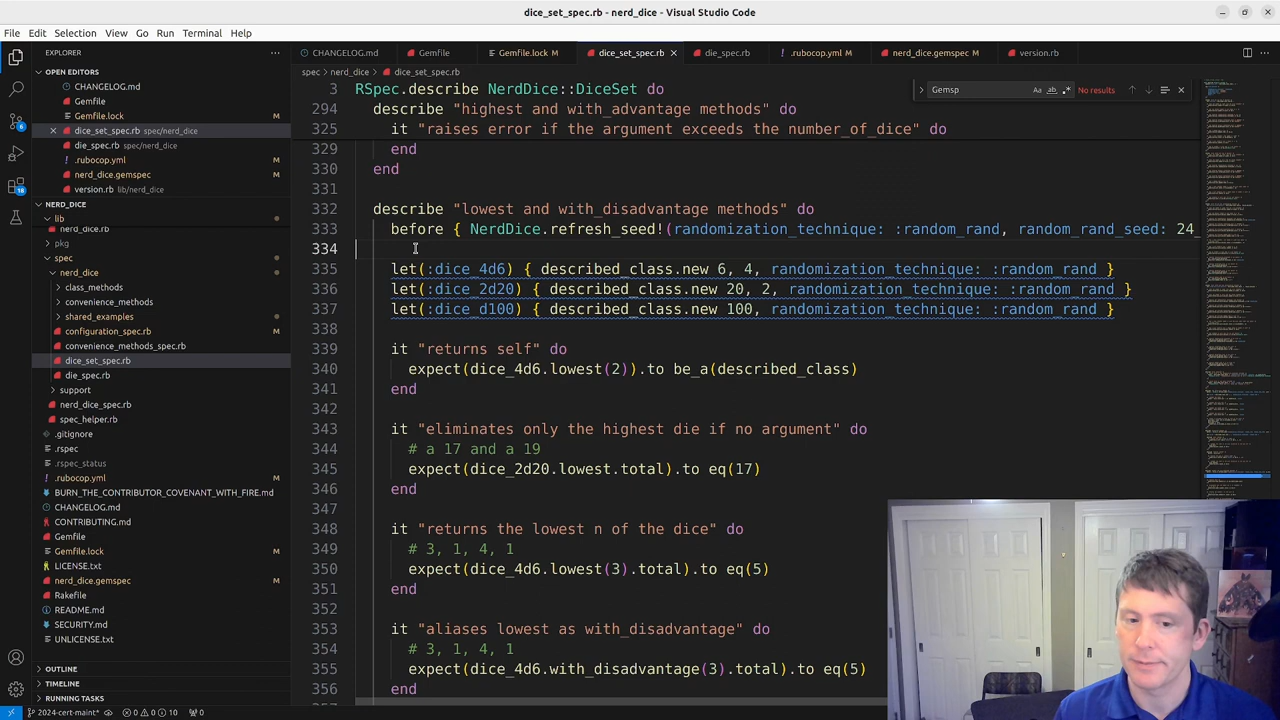 dice_set_spec.rb - nerd_dice - Visual Studio Code
File Edit Selection View Go Run Terminal Help
EXPLORER
CHANGELOG.md Gemfile Gemfile.lock M dice_set_spec.rb die_spec.rb .rubocop.yml M nerd_dice.gemspec M version.rb
OPEN EDITORS
CHANGELOG.md
Gemfile
Gemfile.lock M
dice_set_spec.rb spec/nerd_dice
die_spec.rb spec/nerd_dice
.rubocop.yml M
nerd_dice.gemspec M
version.rb lib/nerd_dice
NERD_DICE
lib
nerd_dice.rb
pkg
spec
nerd_dice
class_methods
convenience_methods
shared_examples
configuration_spec.rb
convenience_methods_spec.rb
dice_set_spec.rb
die_spec.rb
support
nerd_dice_spec.rb
spec_helper.rb
.gitignore
.rspec
.rspec_status
.rubocop.yml M
BURN_THE_CONTRIBUTOR_COVENANT_WITH_FIRE.md
CHANGELOG.md
CONTRIBUTING.md
Gemfile
Gemfile.lock M
LICENSE.txt
nerd_dice.gemspec M
Rakefile
README.md
SECURITY.md
UNLICENSE.txt
OUTLINE
TIMELINE
RUNNING TASKS
18
spec > nerd_dice > dice_set_spec.rb
Gems Aa ab No results
3 RSpec.describe NerdDice::DiceSet do
294 describe "highest and with_advantage methods" do
325 it "raises error if the argument exceeds the number_of_dice" do
329 end
330 end
331
332 describe "lowest and with_disadvantage methods" do
333 before { NerdDice.refresh_seed!(randomization_technique: :random_rand, random_rand_seed: 24_
334
335 let(:dice_4d6) { described_class.new 6, 4, randomization_technique: :random_rand }
336 let(:dice_2d20) { described_class.new 20, 2, randomization_technique: :random_rand }
337 let(:dice_d100) { described_class.new 100, randomization_technique: :random_rand }
338
339 it "returns self" do
340 expect(dice_4d6.lowest(2)).to be_a(described_class)
341 end
342
343 it "eliminates only the highest die if no argument" do
344 # a 17 and
345 expect(dice_2d20.lowest.total).to eq(17)
346 end
347
348 it "returns the lowest n of the dice" do
349 # 3, 1, 4, 1
350 expect(dice_4d6.lowest(3).total).to eq(5)
351 end
352
353 it "aliases lowest as with_disadvantage" do
354 # 3, 1, 4, 1
355 expect(dice_4d6.with_disadvantage(3).total).to eq(5)
356 end
2024-cert-maint* 0 0 10 0